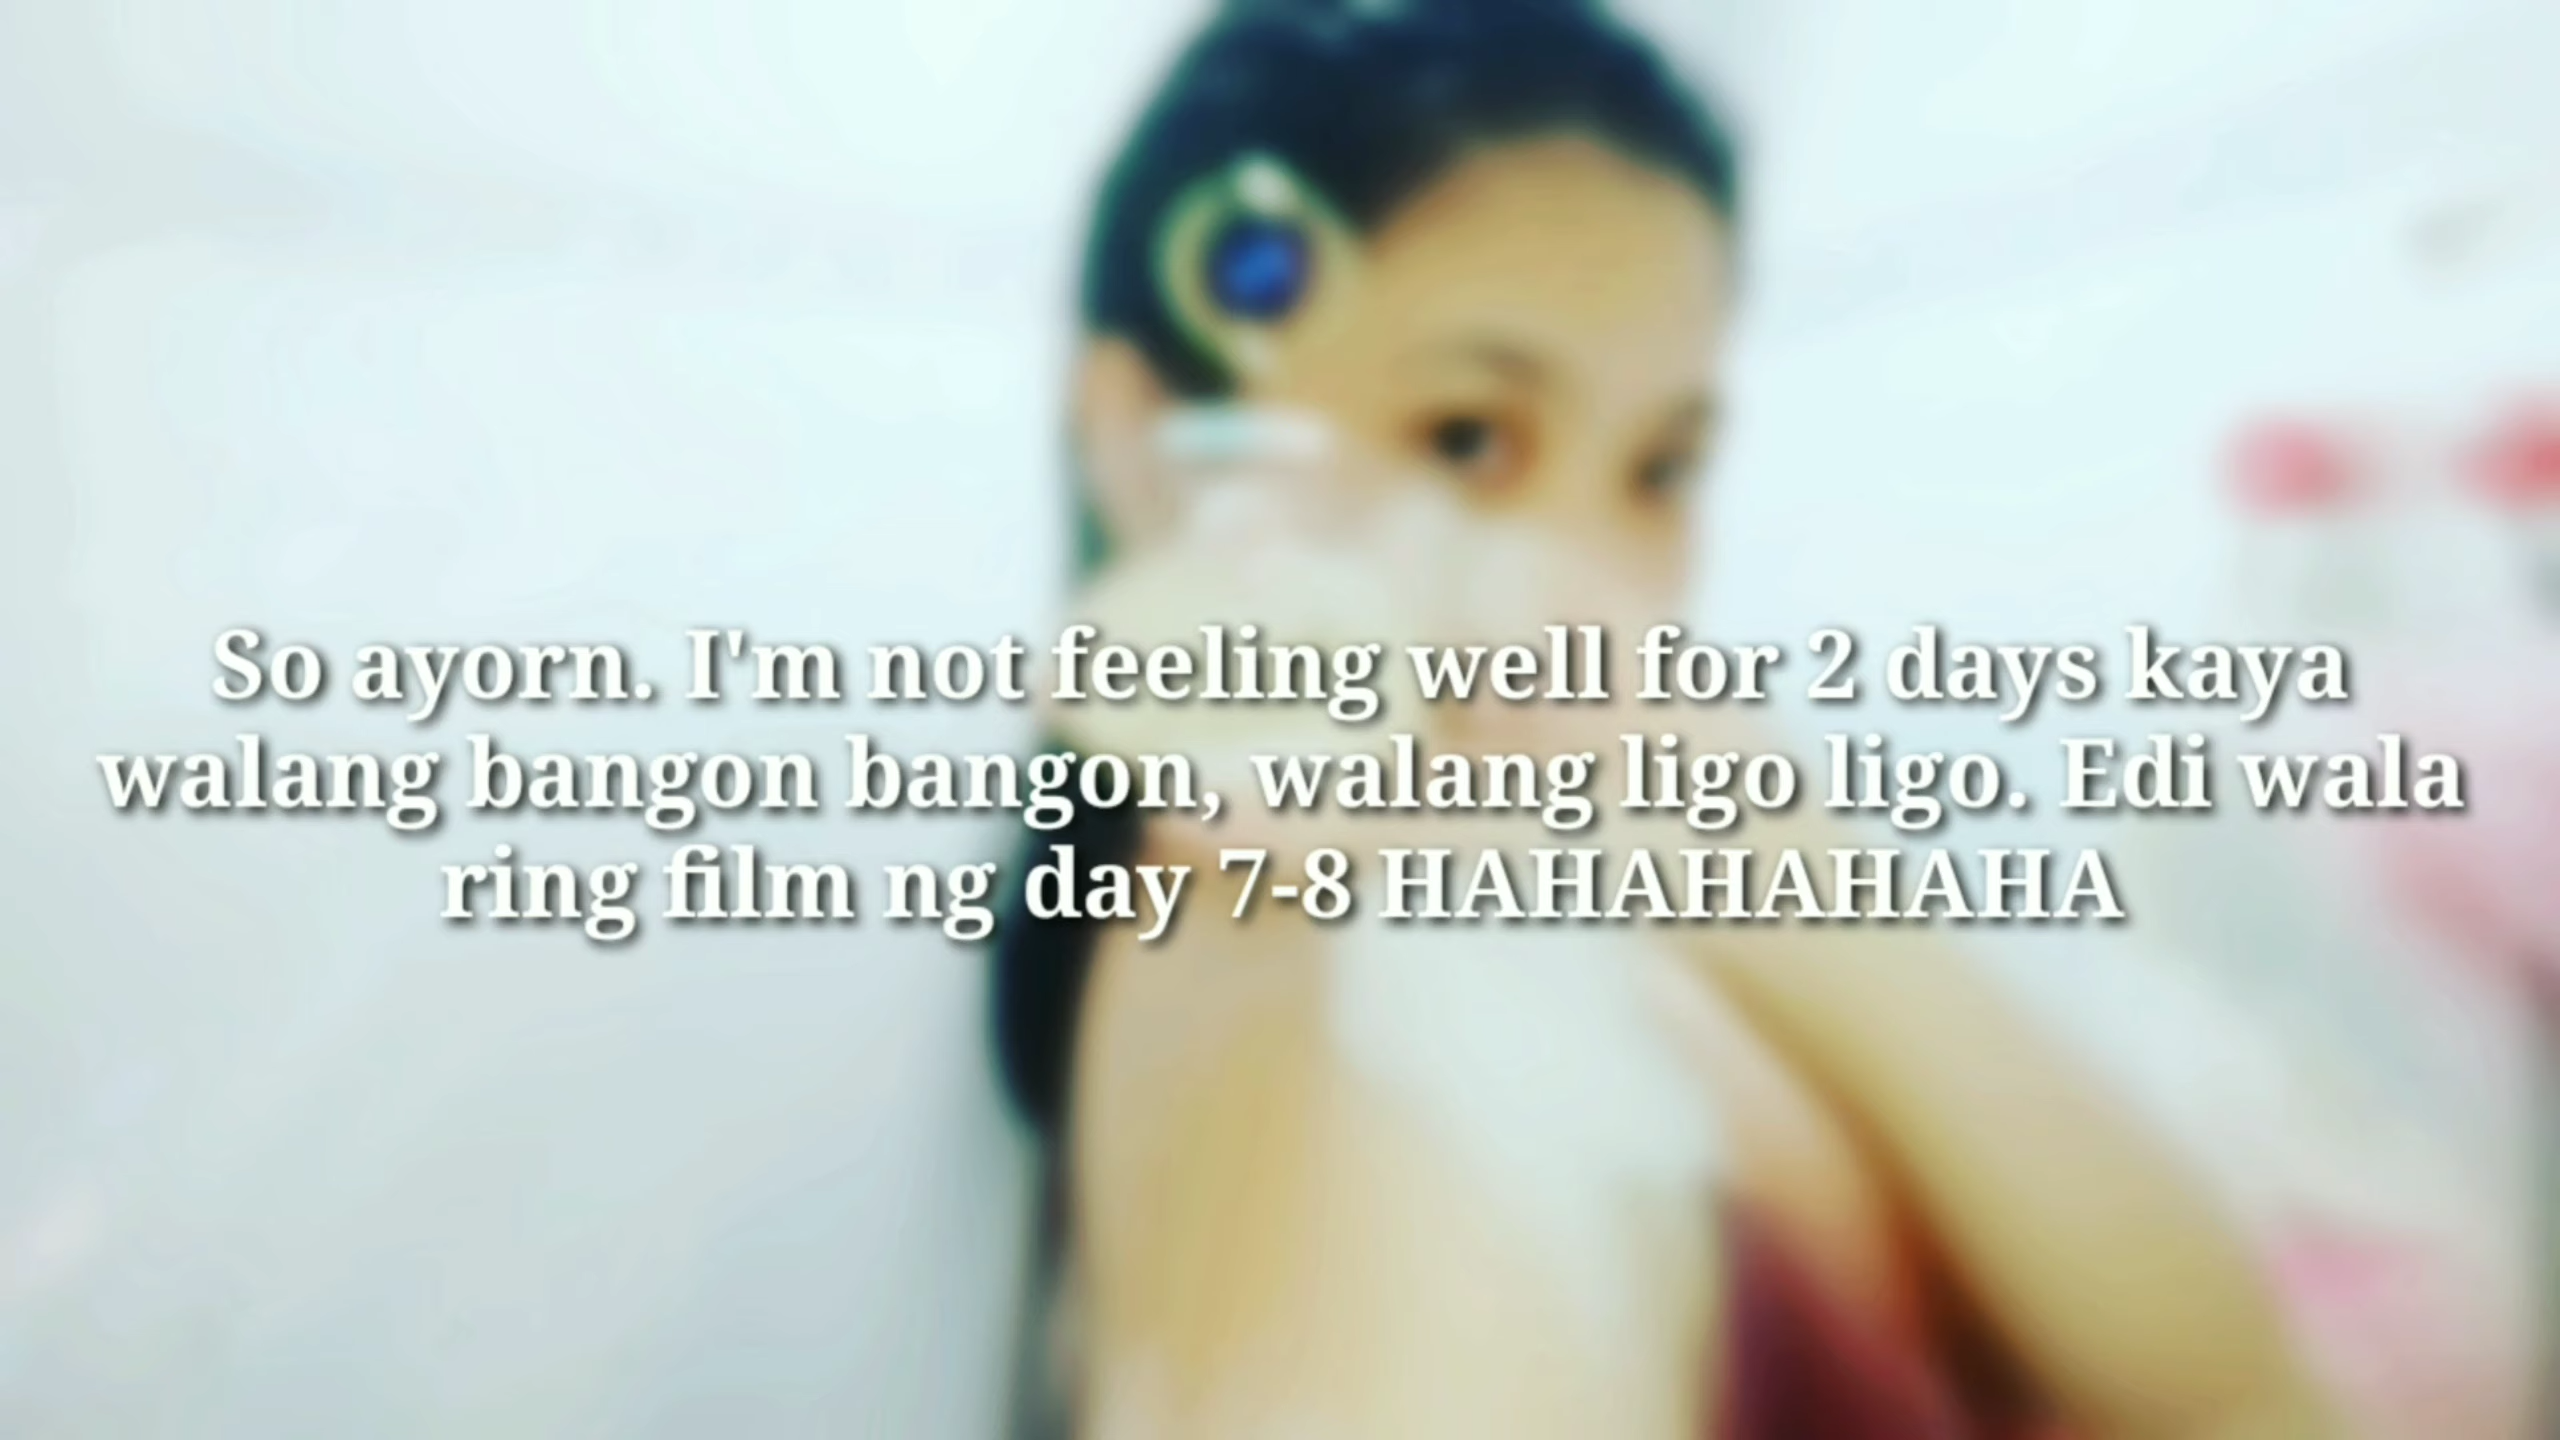 So ayorn. I'm not feeling well for 2 days kaya
walang bangon bangon, walang ligo ligo. Edi wala
ring film ng day 7-8 HAHAHAHAHA